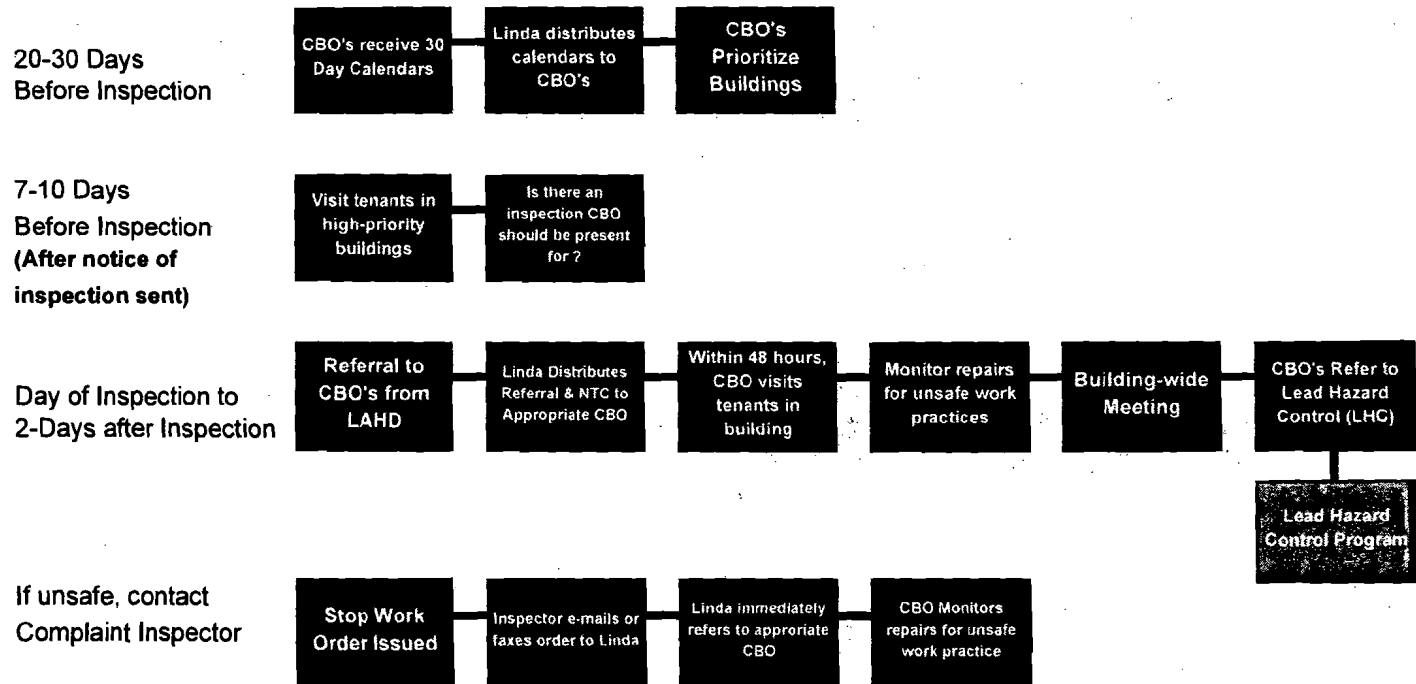 20-30 Days
Before Inspection
CBO's receive 30
Day Calendars
Linda distributes
calendars to
CBO's
CBO's
Prioritize
Buildings
7-10 Days
Before Inspection
(After notice of
inspection sent)
Visit tenants in
high-priority
buildings
Is there an
inspection CBO
should be present
for ?
Day of Inspection to
2-Days after Inspection
Referral to
CBO's from
LAHD
Linda Distributes
Referral & NTC to
Appropriate CBO
Within 48 hours,
CBO visits
tenants in
building
Monitor repairs
for unsafe work
practices
Building-wide
Meeting
CBO's Refer to
Lead Hazard
Control (LHC)
Lead Hazard
Control Program
If unsafe, contact
Complaint Inspector
Stop Work
Order Issued
Inspector e-mails or
faxes order to Linda
Linda immediately
refers to approriate
CBO
CBO Monitors
repairs for unsafe
work practice